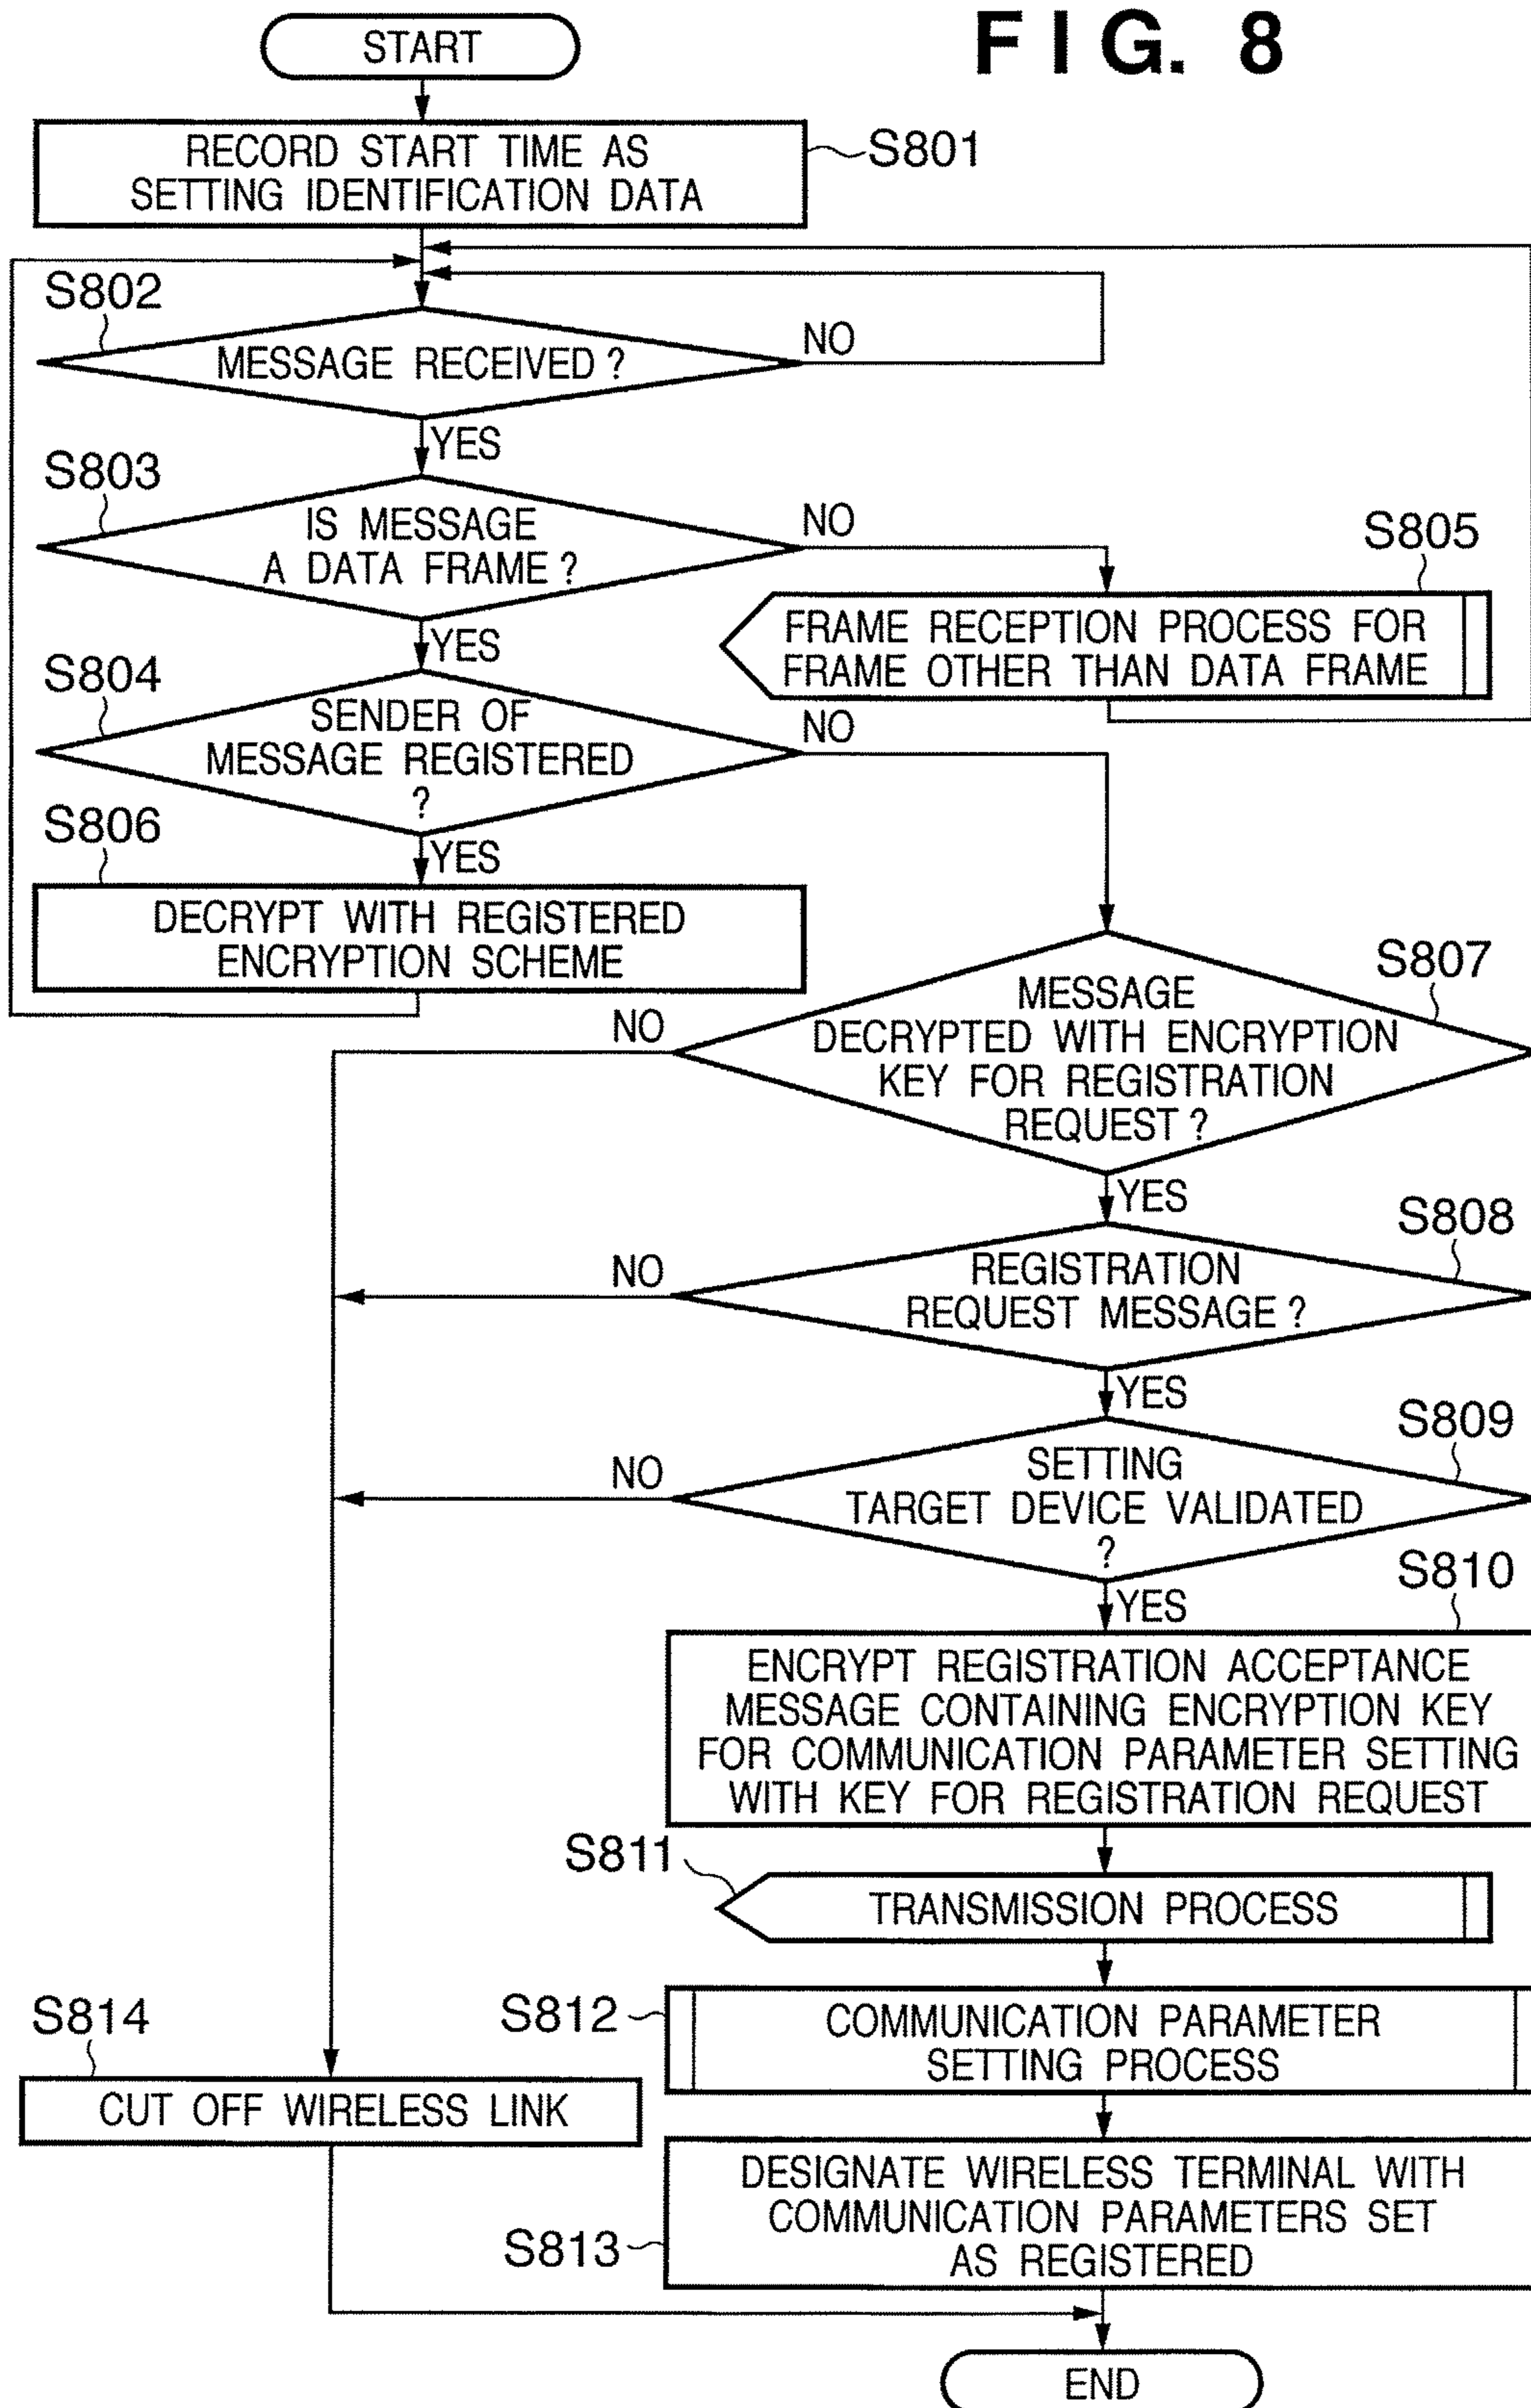 FIG. 8
START
RECORD START TIME AS
SETTING IDENTIFICATION DATA
S801
S802
MESSAGE RECEIVED ?
NO
YES
S803
IS MESSAGE
A DATA FRAME ?
NO
YES
S805
FRAME RECEPTION PROCESS FOR
FRAME OTHER THAN DATA FRAME
S804
SENDER OF
MESSAGE REGISTERED
?
NO
YES
S806
DECRYPT WITH REGISTERED
ENCRYPTION SCHEME
S807
MESSAGE
DECRYPTED WITH ENCRYPTION
KEY FOR REGISTRATION
REQUEST ?
NO
YES
S808
REGISTRATION
REQUEST MESSAGE ?
NO
YES
S809
SETTING
TARGET DEVICE VALIDATED
?
NO
YES
S810
ENCRYPT REGISTRATION ACCEPTANCE
MESSAGE CONTAINING ENCRYPTION KEY
FOR COMMUNICATION PARAMETER SETTING
WITH KEY FOR REGISTRATION REQUEST
S811
TRANSMISSION PROCESS
S812
COMMUNICATION PARAMETER
SETTING PROCESS
S814
CUT OFF WIRELESS LINK
DESIGNATE WIRELESS TERMINAL WITH
COMMUNICATION PARAMETERS SET
AS REGISTERED
S813
END